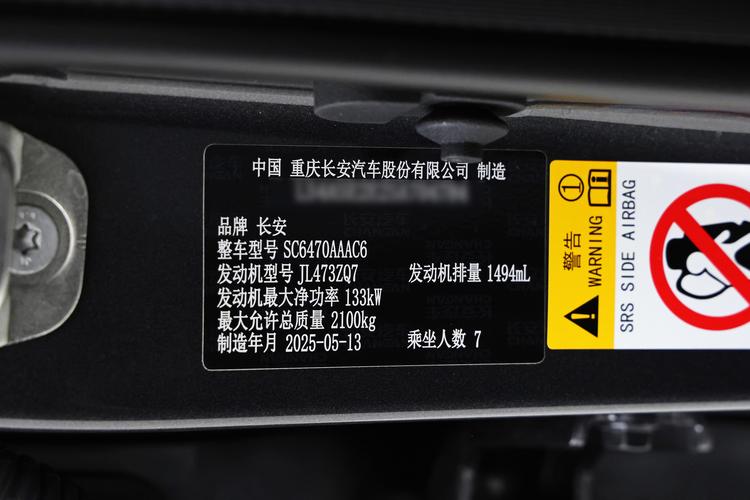 中国 重庆长安汽车股份有限公司 制造
品牌 长安
整车型号 SC6470AAAC6
发动机型号 JL473ZQ7 发动机排量 1494mL
发动机最大净功率 133kW
最大允许总质量 2100kg
制造年月 2025-05-13 乘坐人数 7
警告
WARNING
SRS SIDE AIRBAG